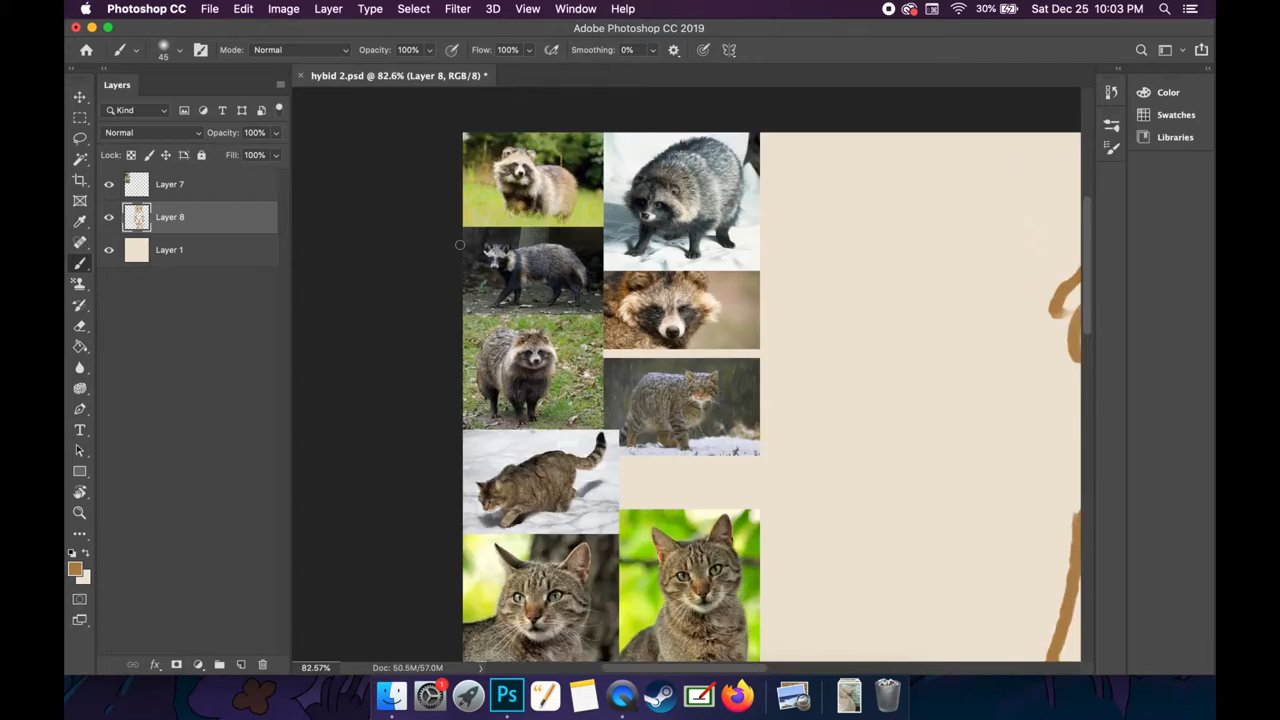 Photoshop CC File Edit Image Layer Type Select Filter 3D View Window Help 30% Sat Dec 25 10:03 PM
Adobe Photoshop CC 2019
45 Mode: Normal Opacity: 100% Flow: 100% Smoothing: 0%
Layers
hybid 2.psd @ 82.6% (Layer 8, RGB/8) *
Color
Kind
Swatches
Normal Opacity: 100%
Libraries
Lock: Fill: 100%
Layer 7
Layer 8
Layer 1
82.57% Doc: 50.5M/57.0M
1
Ps